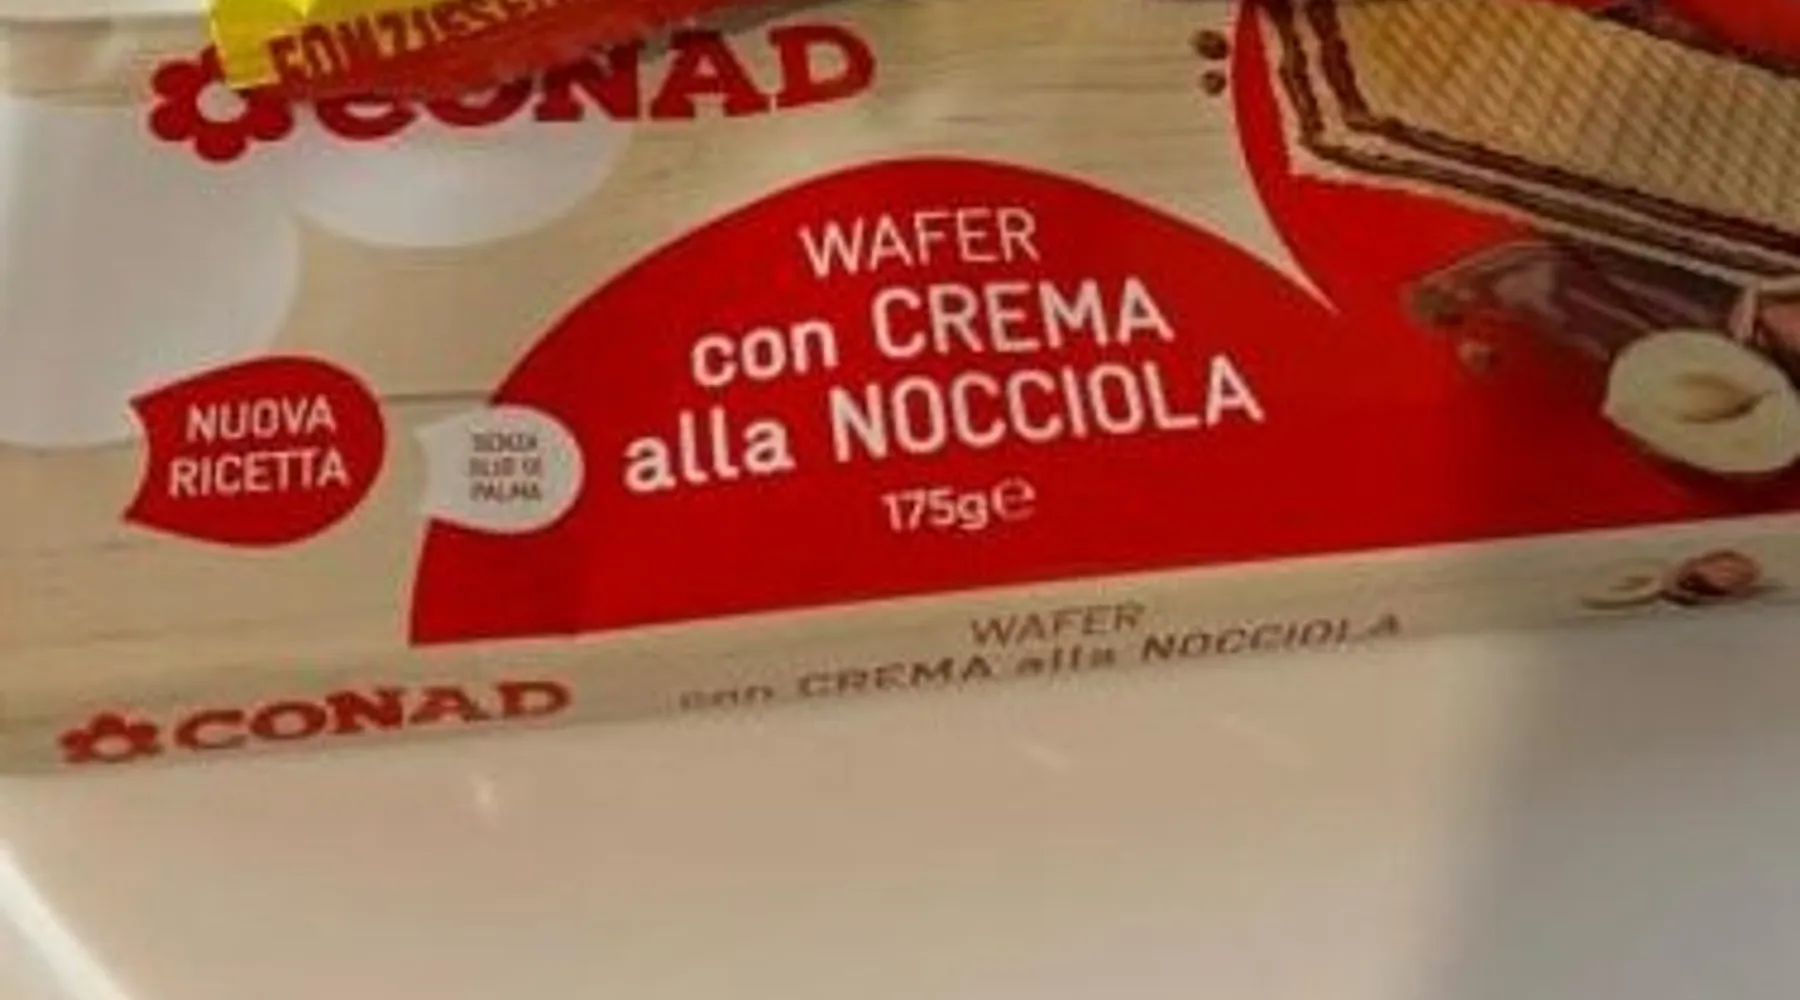 FONZIES
CONAD
WAFER
con CREMA
alla NOCCIOLA
175g℮
NUOVA
RICETTA
SENZA
OLIO DI
PALMA
WAFER
con CREMA alla NOCCIOLA
CONAD